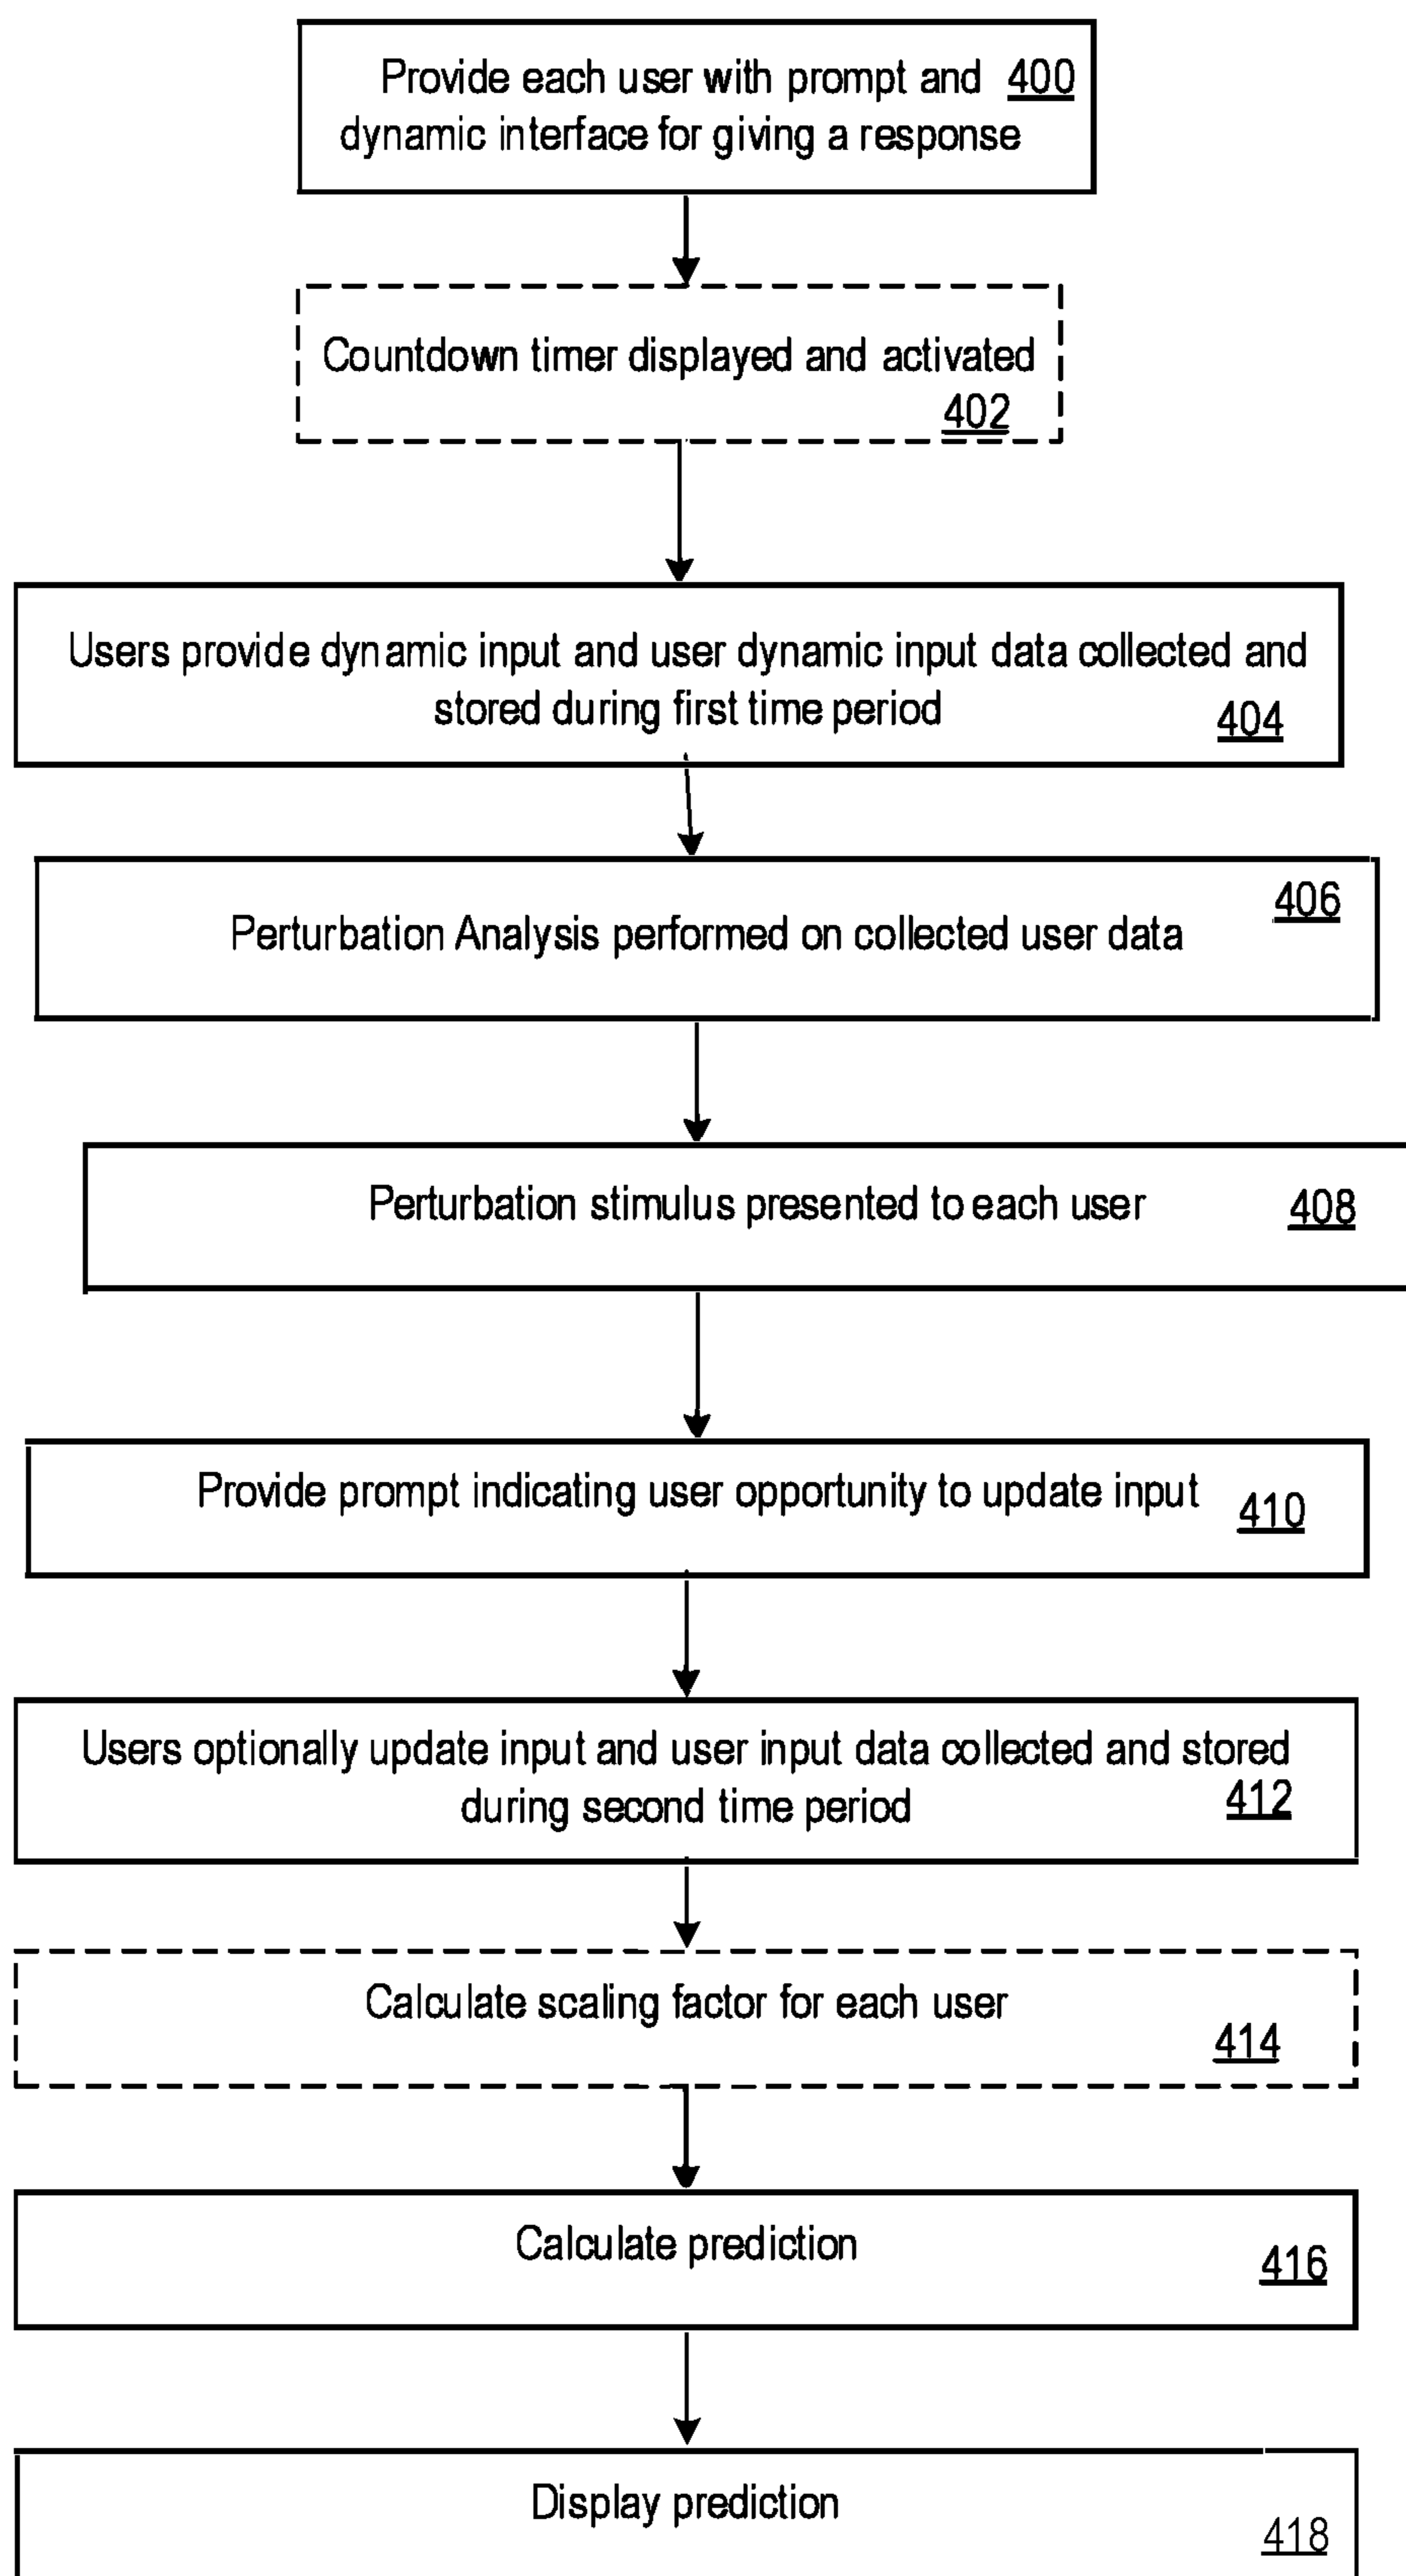 Provide each user with prompt and 400
dynamic interface for giving a response
Countdown timer displayed and activated
402
Users provide dynamic input and user dynamic input data collected and
stored during first time period 404
406
Perturbation Analysis performed on collected user data
Perturbation stimulus presented to each user 408
Provide prompt indicating user opportunity to update input 410
Users optionally update input and user input data collected and stored
during second time period 412
Calculate scaling factor for each user
414
Calculate prediction 416
Display prediction
418